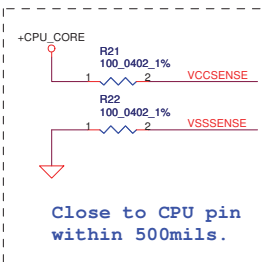 +CPU_CORE
R21
100_0402_1%
1 2 VCCSENSE
R22
100_0402_1%
1 2 VSSSENSE
Close to CPU pin
within 500mils.